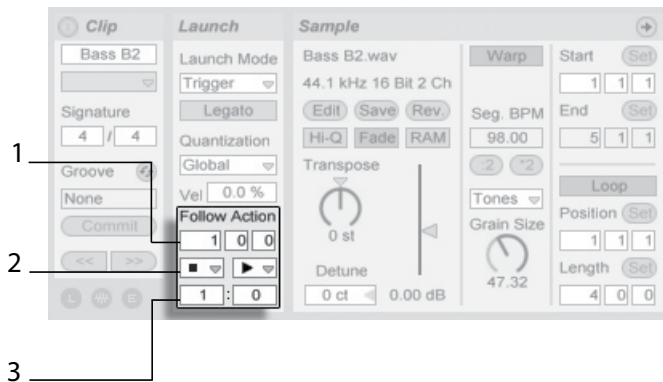 Clip
Bass B2
Signature
4 / 4
Groove
None
Commit
<< >>
L E
Launch
Launch Mode
Trigger
Legato
Quantization
Global
Vel 0.0 %
Follow Action
1 0 0
1 : 0
Sample
Bass B2.wav
44.1 kHz 16 Bit 2 Ch
Edit Save Rev.
Hi-Q Fade RAM
Transpose
0 st
Detune
0 ct 0.00 dB
Warp
Seg. BPM
98.00
:2 *2
Tones
Grain Size
47.32
Start Set
1 1 1
End Set
5 1 1
Loop
Position Set
1 1 1
Length Set
4 0 0
1
2
3